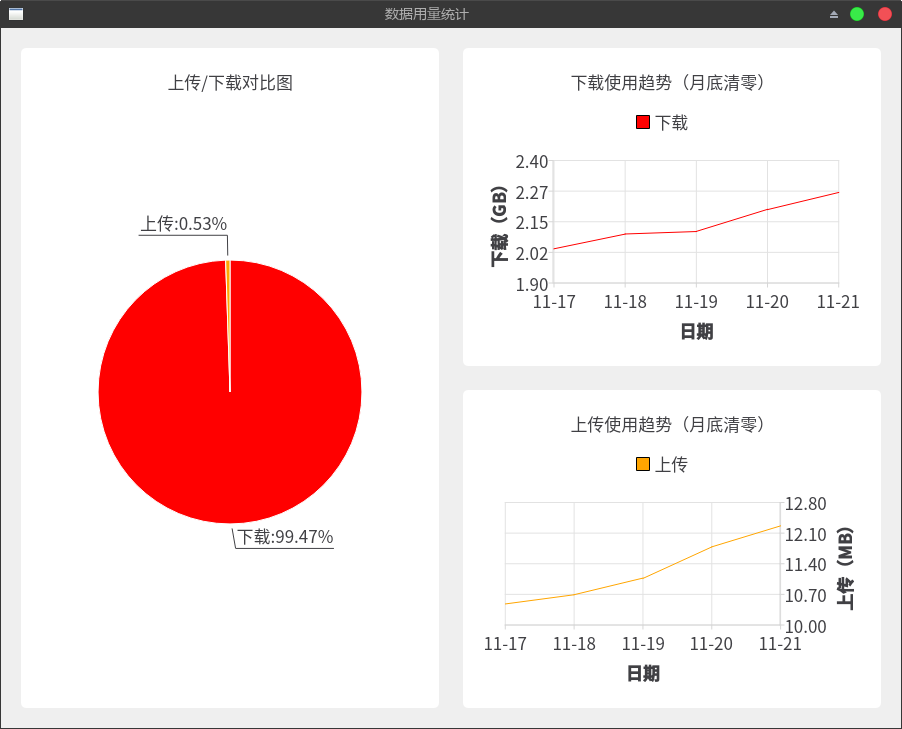 数据用量统计
上传/下载对比图
上传:0.53%
下载:99.47%
下载使用趋势（月底清零）
下载
2.40
2.27
2.15
2.02
1.90
下载（GB）
11-17 11-18 11-19 11-20 11-21
日期
上传使用趋势（月底清零）
上传
12.80
12.10
11.40
10.70
10.00
上传（MB）
11-17 11-18 11-19 11-20 11-21
日期